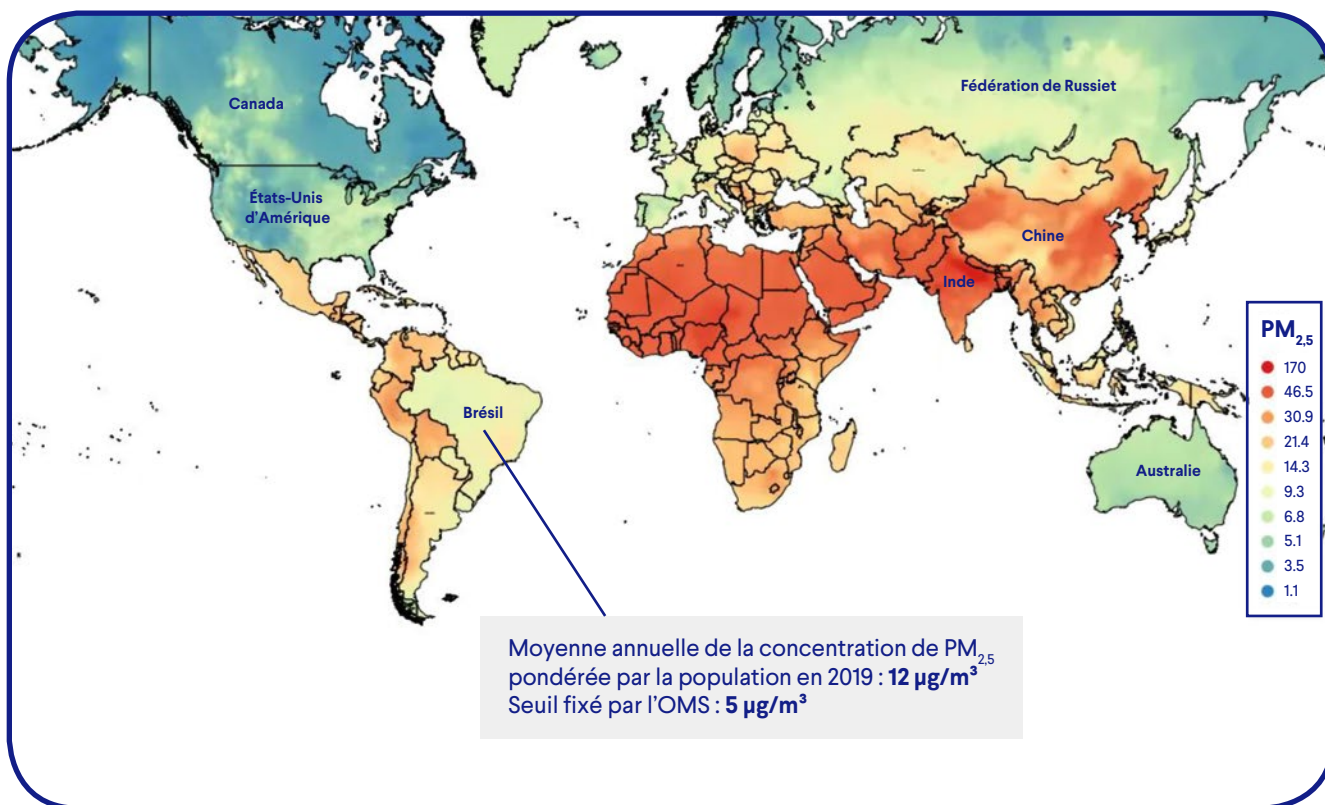 Canada
Fédération de Russiet
États-Unis
d'Amérique
Chine
Inde
Brésil
Australie
PM2,5
170
46.5
30.9
21.4
14.3
9.3
6.8
5.1
3.5
1.1
Moyenne annuelle de la concentration de PM2,5
pondérée par la population en 2019 : 12 µg/m³
Seuil fixé par l'OMS : 5 µg/m³